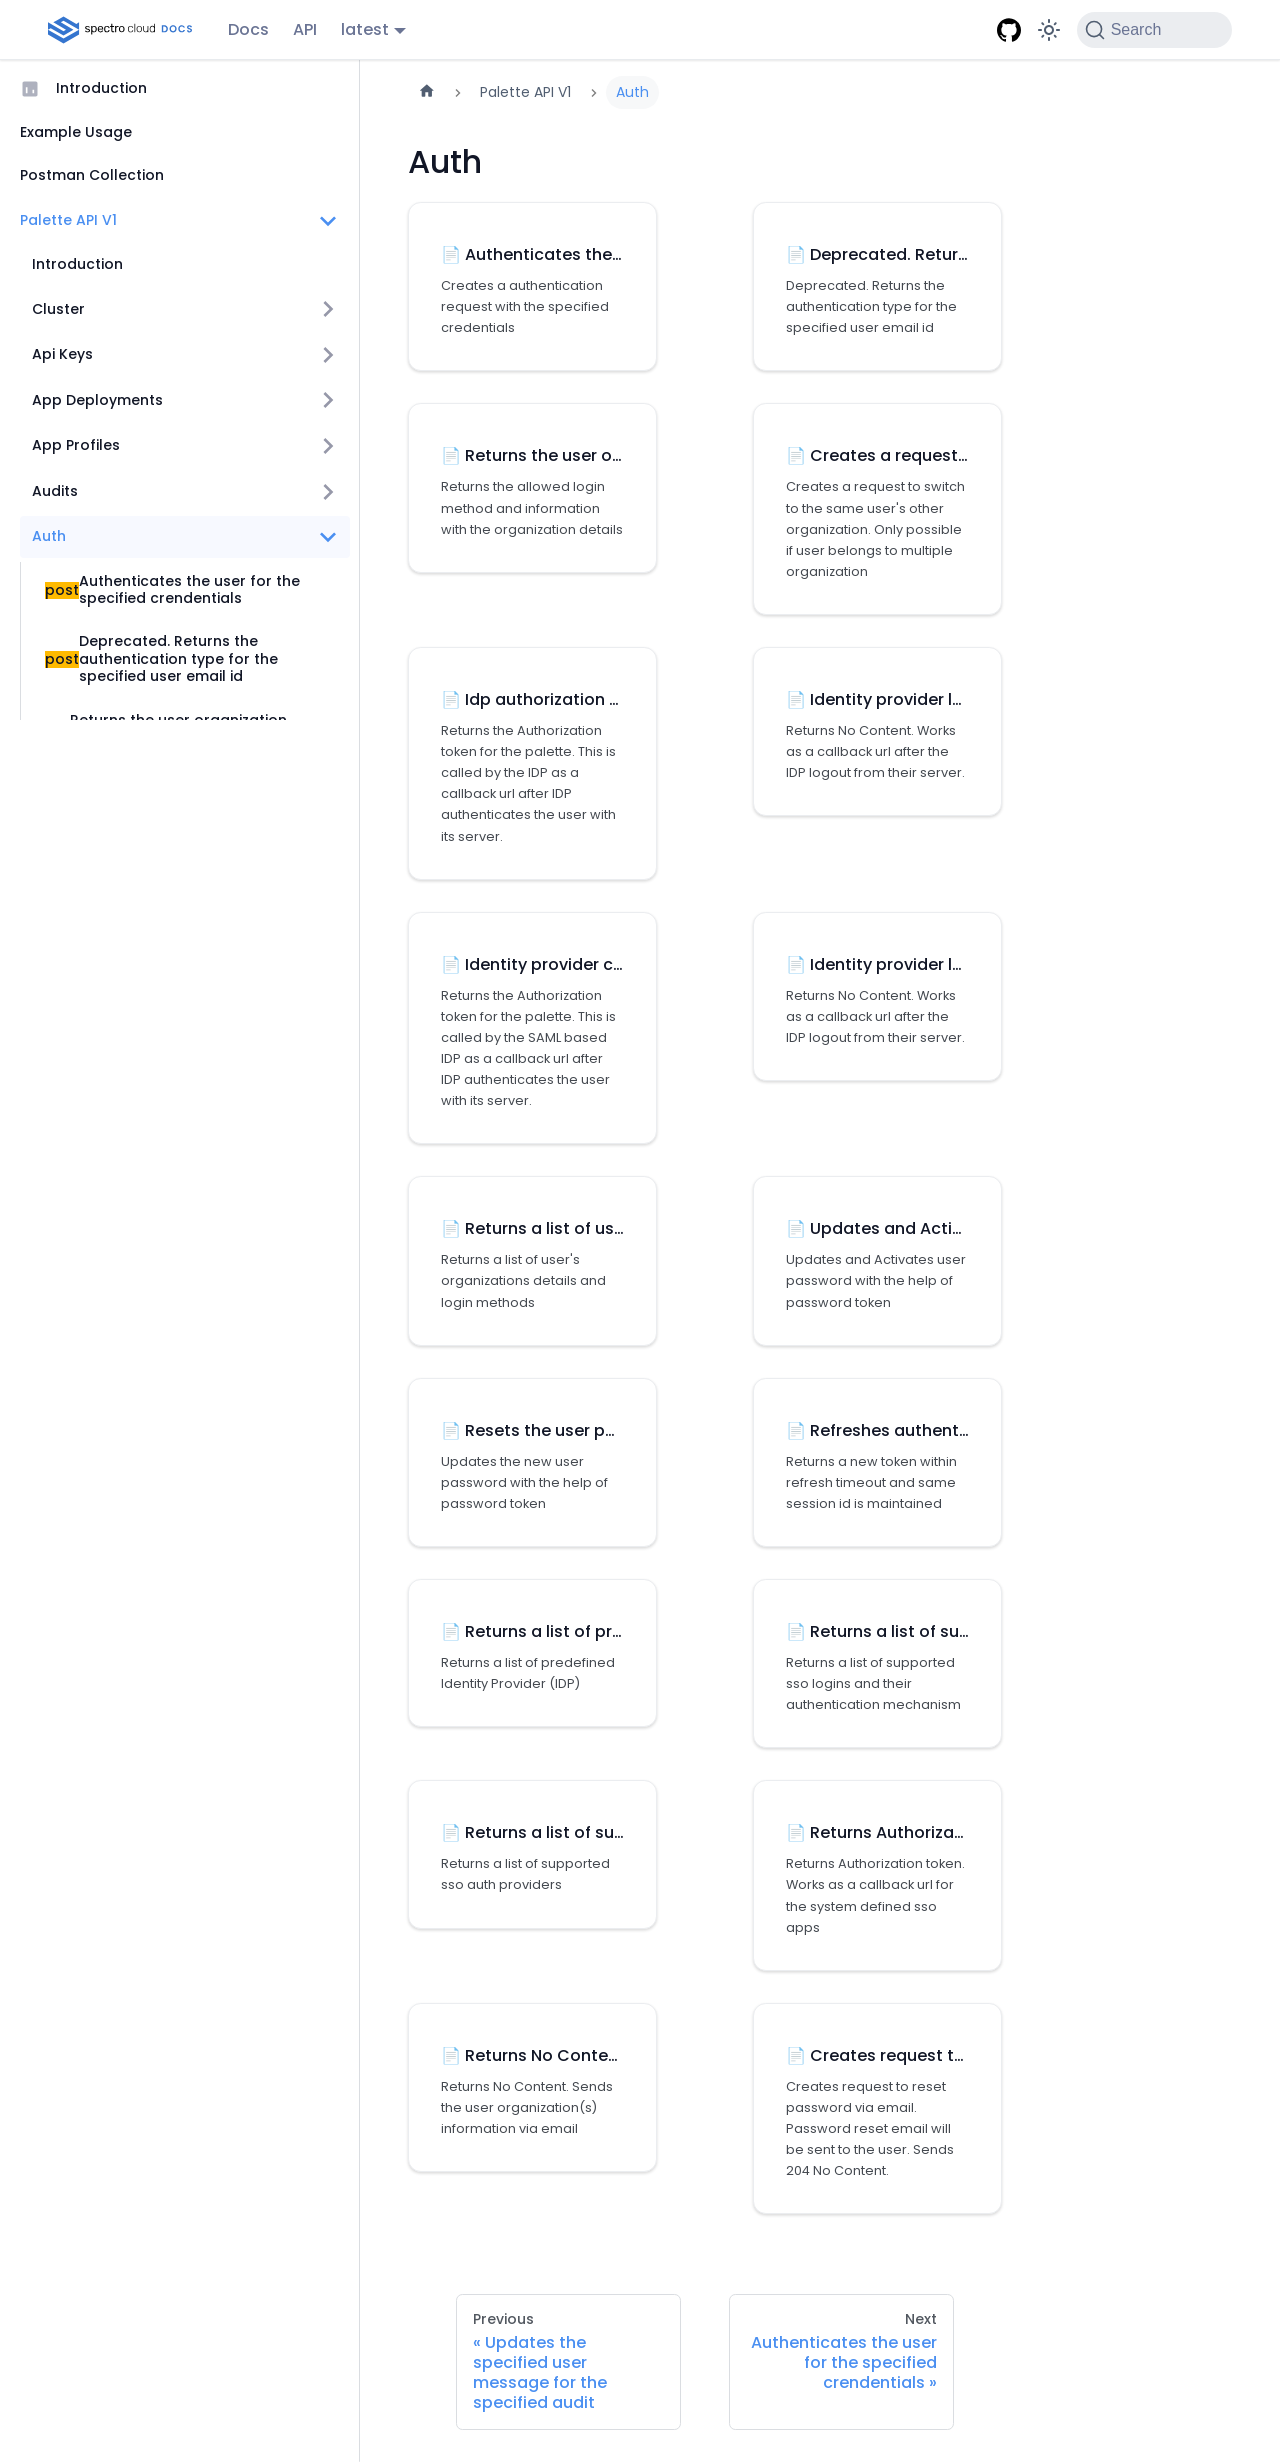 spectro cloud DOCS
Docs
API
latest
Search
Introduction
Example Usage
Postman Collection
Palette API V1
Introduction
Cluster
Api Keys
App Deployments
App Profiles
Audits
Auth
post
Authenticates the user for the
specified crendentials
post
Deprecated. Returns the
authentication type for the
specified user email id
Returns the user organization
Palette API V1
Auth
Auth
Authenticates the...
Creates a authentication
request with the specified
credentials
Deprecated. Retur...
Deprecated. Returns the
authentication type for the
specified user email id
Returns the user o...
Returns the allowed login
method and information
with the organization details
Creates a request...
Creates a request to switch
to the same user's other
organization. Only possible
if user belongs to multiple
organization
Idp authorization ...
Returns the Authorization
token for the palette. This is
called by the IDP as a
callback url after IDP
authenticates the user with
its server.
Identity provider l...
Returns No Content. Works
as a callback url after the
IDP logout from their server.
Identity provider c...
Returns the Authorization
token for the palette. This is
called by the SAML based
IDP as a callback url after
IDP authenticates the user
with its server.
Identity provider l...
Returns No Content. Works
as a callback url after the
IDP logout from their server.
Returns a list of us...
Returns a list of user's
organizations details and
login methods
Updates and Acti...
Updates and Activates user
password with the help of
password token
Resets the user p...
Updates the new user
password with the help of
password token
Refreshes authent...
Returns a new token within
refresh timeout and same
session id is maintained
Returns a list of pr...
Returns a list of predefined
Identity Provider (IDP)
Returns a list of su...
Returns a list of supported
sso logins and their
authentication mechanism
Returns a list of su...
Returns a list of supported
sso auth providers
Returns Authoriza...
Returns Authorization token.
Works as a callback url for
the system defined sso
apps
Returns No Conte...
Returns No Content. Sends
the user organization(s)
information via email
Creates request t...
Creates request to reset
password via email.
Password reset email will
be sent to the user. Sends
204 No Content.
Previous
« Updates the
specified user
message for the
specified audit
Next
Authenticates the user
for the specified
crendentials »